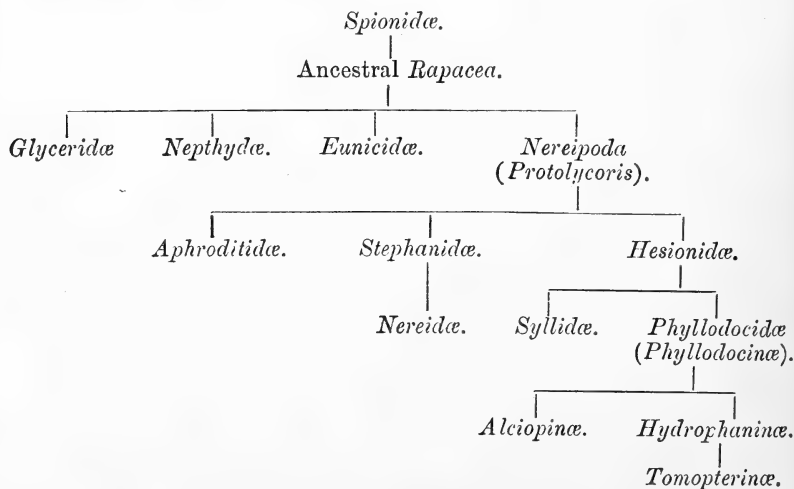 Spionidæ.
Ancestral Rapacea.
Glyceridæ Nepthydæ. Eunicidæ. Nereipoda
(Protolycoris).
Aphroditidæ. Stephanidæ. Hesionidæ.
Nereidæ. Syllidæ. Phyllodocidæ
(Phyllodocinæ).
Alciopinæ. Hydrophaninæ.
Tomopterinæ.